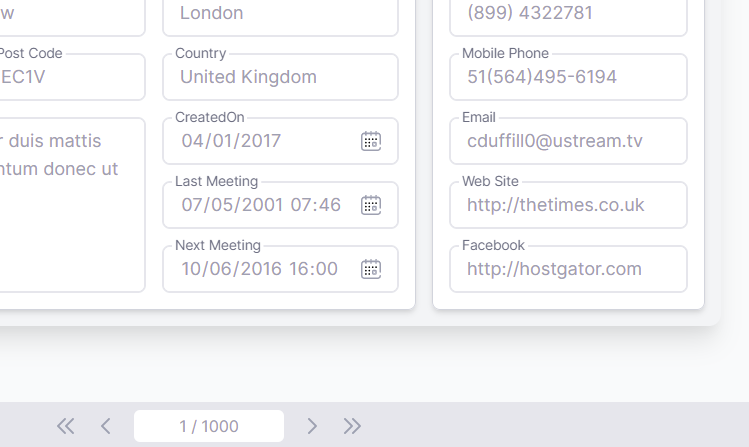 w
London
(899) 4322781
Post Code
EC1V
Country
United Kingdom
Mobile Phone
51(564)495-6194
r duis mattis
ntum donec ut
CreatedOn
04/01/2017
Email
cduffill0@ustream.tv
Last Meeting
07/05/2001 07:46
Web Site
http://thetimes.co.uk
Next Meeting
10/06/2016 16:00
Facebook
http://hostgator.com
1 / 1000